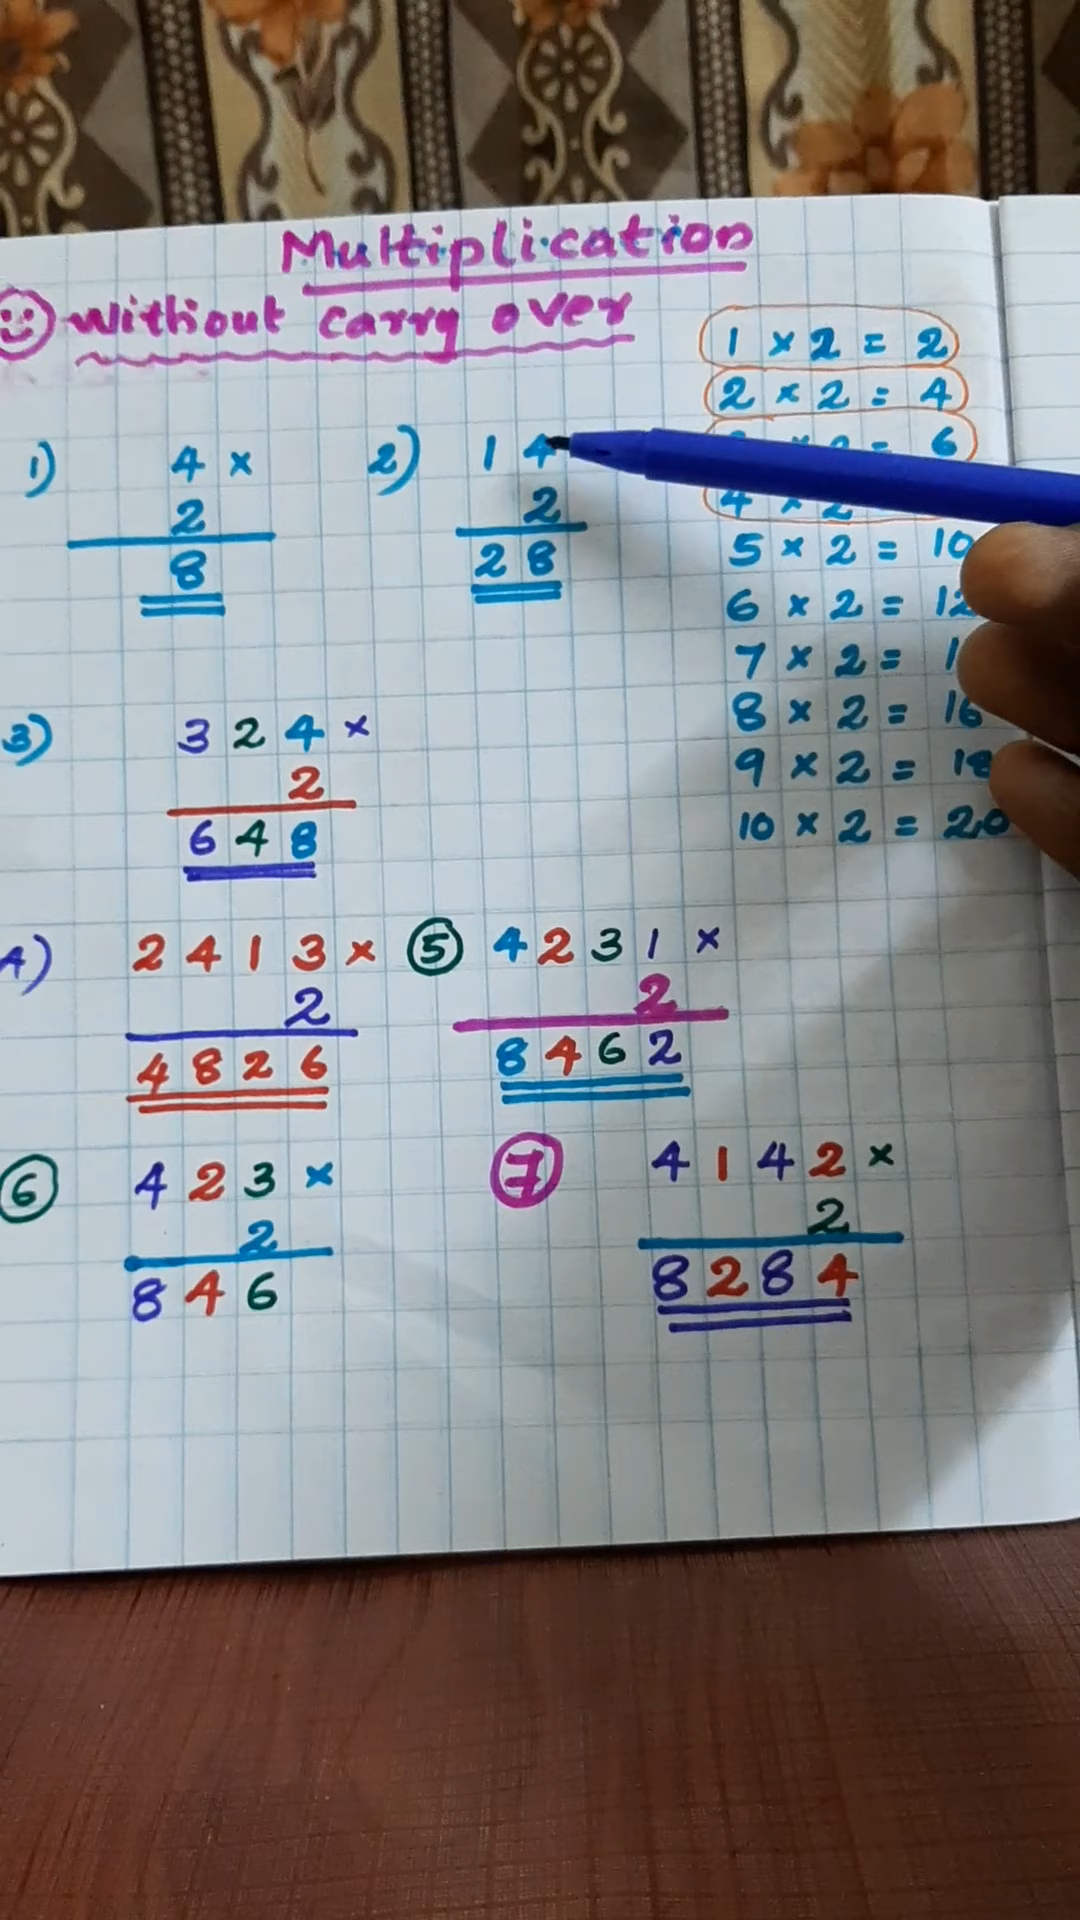 Multiplication
without carry over
1 × 2 = 2
2 × 2 = 4
× 2 = 6
4 × 2
5 × 2 = 10
6 × 2 = 12
7 × 2 = 1
8 × 2 = 16
9 × 2 = 18
10 × 2 = 20
1) 4 ×
2
8
2) 1 4
2
2 8
3) 3 2 4 ×
2
6 4 8
4) 2 4 1 3 ×
2
4 8 2 6
5 4 2 3 1 ×
2
8 4 6 2
6 4 2 3 ×
2
8 4 6
7 4 1 4 2 ×
2
8 2 8 4